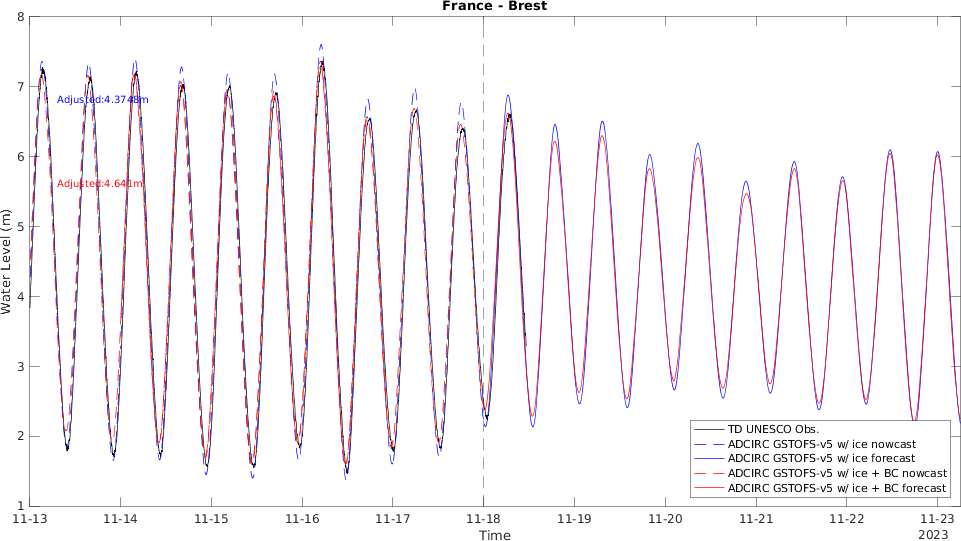 France - Brest
8
7
6
5
4
3
2
1
Water Level (m)
Adjusted:4.3748m
Adjusted:4.641m
TD UNESCO Obs.
ADCIRC GSTOFS-v5 w/ ice nowcast
ADCIRC GSTOFS-v5 w/ ice forecast
ADCIRC GSTOFS-v5 w/ ice + BC nowcast
ADCIRC GSTOFS-v5 w/ ice + BC forecast
11-13 11-14 11-15 11-16 11-17 11-18 11-19 11-20 11-21 11-22 11-23
Time
2023